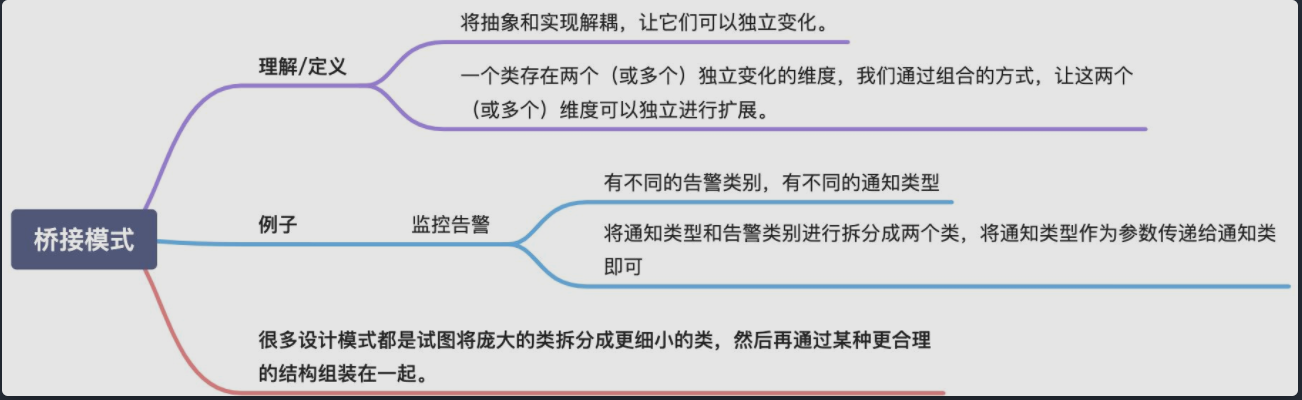 将抽象和实现解耦，让它们可以独立变化。
理解/定义
一个类存在两个（或多个）独立变化的维度，我们通过组合的方式，让这两个
（或多个）维度可以独立进行扩展。
有不同的告警类别，有不同的通知类型
桥接模式
例子
监控告警
将通知类型和告警类别进行拆分成两个类，将通知类型作为参数传递给通知类
即可
很多设计模式都是试图将庞大的类拆分成更细小的类，然后再通过某种更合理
的结构组装在一起。